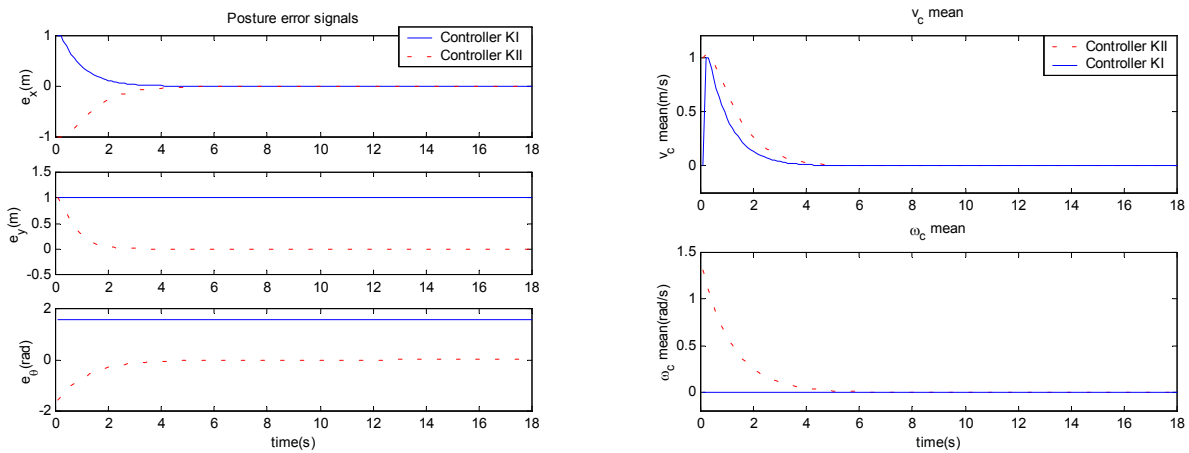 Posture error signals
Controller KI
Controller KII
e_x(m)
1
0
-1
0 2 4 6 8 10 12 14 16 18
e_y(m)
1.5
1
0.5
0
-0.5
0 2 4 6 8 10 12 14 16 18
e_θ(rad)
2
0
-2
0 2 4 6 8 10 12 14 16 18
time(s)
v_c mean
Controller KII
Controller KI
v_c mean(m/s)
1
0.5
0
0 2 4 6 8 10 12 14 16 18
ω_c mean
ω_c mean(rad/s)
1.5
1
0.5
0
0 2 4 6 8 10 12 14 16 18
time(s)